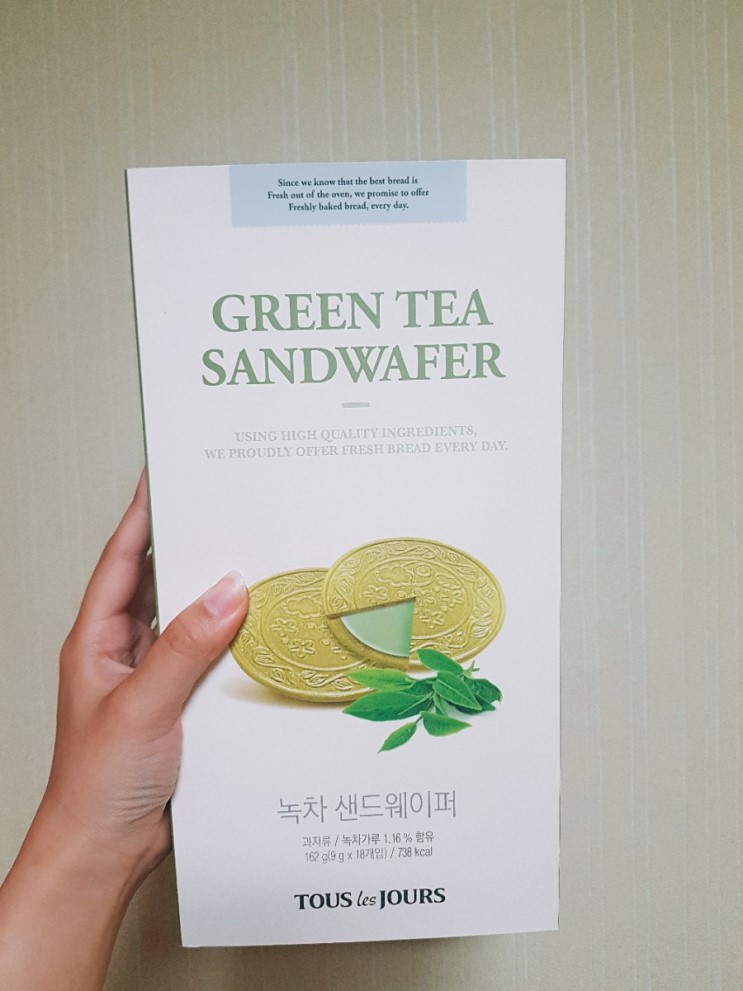 Since we know that the best bread is
Fresh out of the oven, we promise to offer
Freshly baked bread, every day.
GREEN TEA
SANDWAFER
USING HIGH QUALITY INGREDIENTS,
WE PROUDLY OFFER FRESH BREAD EVERY DAY.
녹차 샌드웨이퍼
과자류 / 녹차가루 1.16 % 함유
162 g(9 g x 18개입) / 738 kcal
TOUS les JOURS